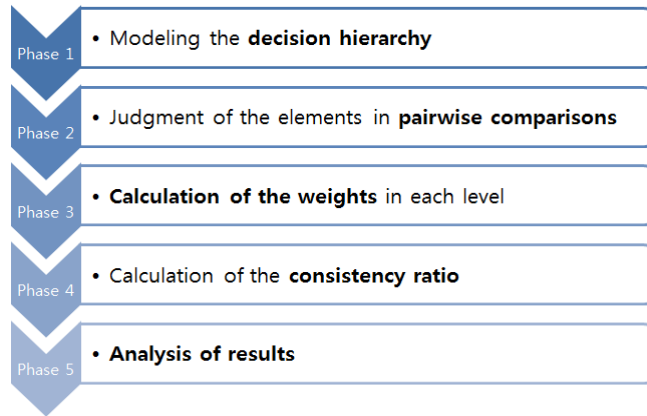 Phase 1
• Modeling the decision hierarchy
Phase 2
• Judgment of the elements in pairwise comparisons
Phase 3
• Calculation of the weights in each level
Phase 4
• Calculation of the consistency ratio
Phase 5
• Analysis of results